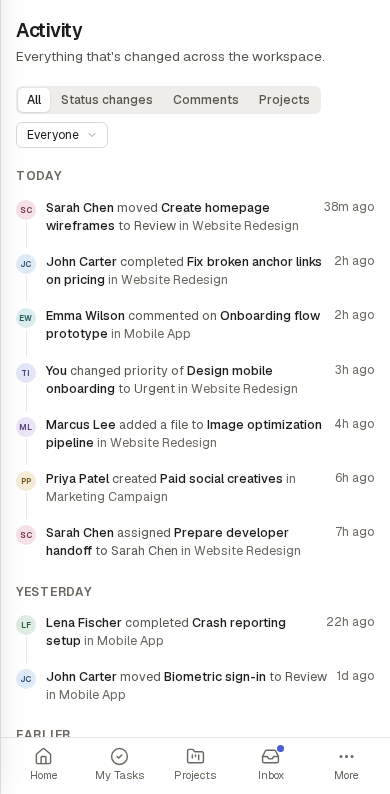 Activity
Everything that's changed across the workspace.
All Status changes Comments Projects
Everyone
TODAY
SC Sarah Chen moved Create homepage 38m ago
wireframes to Review in Website Redesign
JC John Carter completed Fix broken anchor links 2h ago
on pricing in Website Redesign
EW Emma Wilson commented on Onboarding flow 2h ago
prototype in Mobile App
TI You changed priority of Design mobile 3h ago
onboarding to Urgent in Website Redesign
ML Marcus Lee added a file to Image optimization 4h ago
pipeline in Website Redesign
PP Priya Patel created Paid social creatives in 6h ago
Marketing Campaign
SC Sarah Chen assigned Prepare developer 7h ago
handoff to Sarah Chen in Website Redesign
YESTERDAY
LF Lena Fischer completed Crash reporting 22h ago
setup in Mobile App
JC John Carter moved Biometric sign-in to Review 1d ago
in Mobile App
EARLIER
Home My Tasks Projects Inbox More